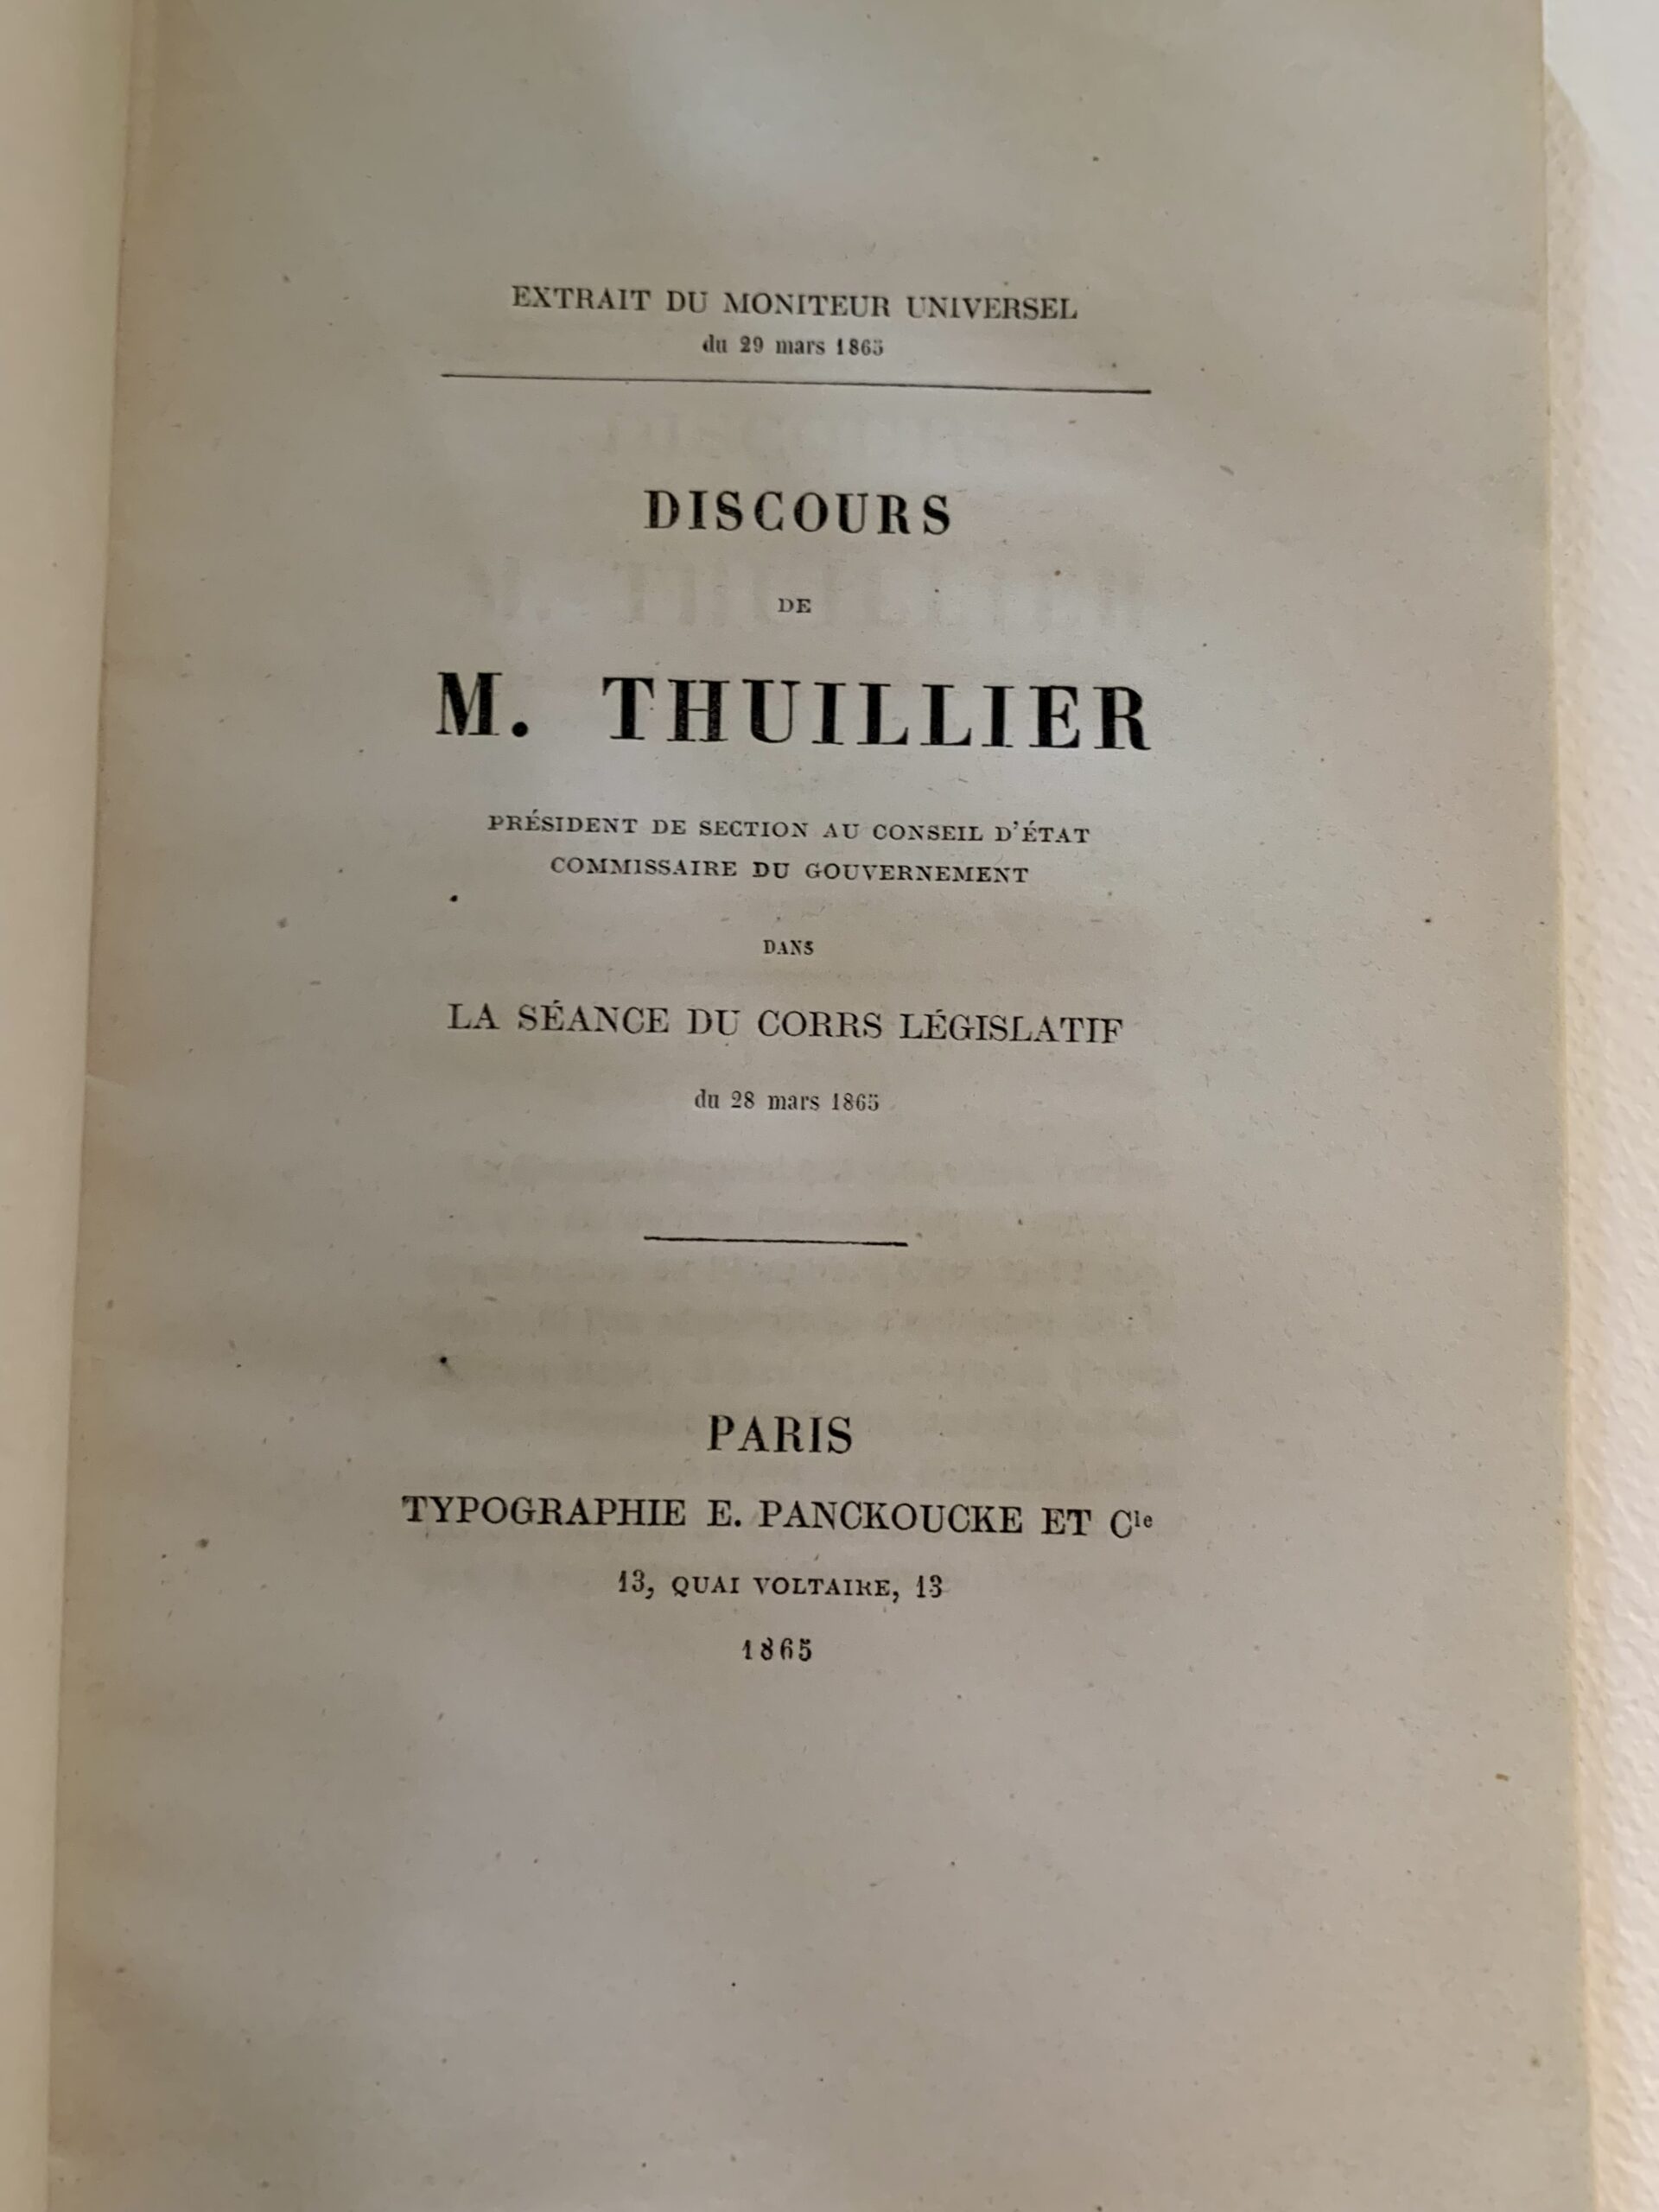 EXTRAIT DU MONITEUR UNIVERSEL
du 29 mars 1865
DISCOURS
DE
M. THUILLIER
PRÉSIDENT DE SECTION AU CONSEIL D'ÉTAT
COMMISSAIRE DU GOUVERNEMENT
DANS
LA SÉANCE DU CORRS LÉGISLATIF
du 28 mars 1865
PARIS
TYPOGRAPHIE E. PANCKOUCKE ET Cie
13, QUAI VOLTAIRE, 13
1865